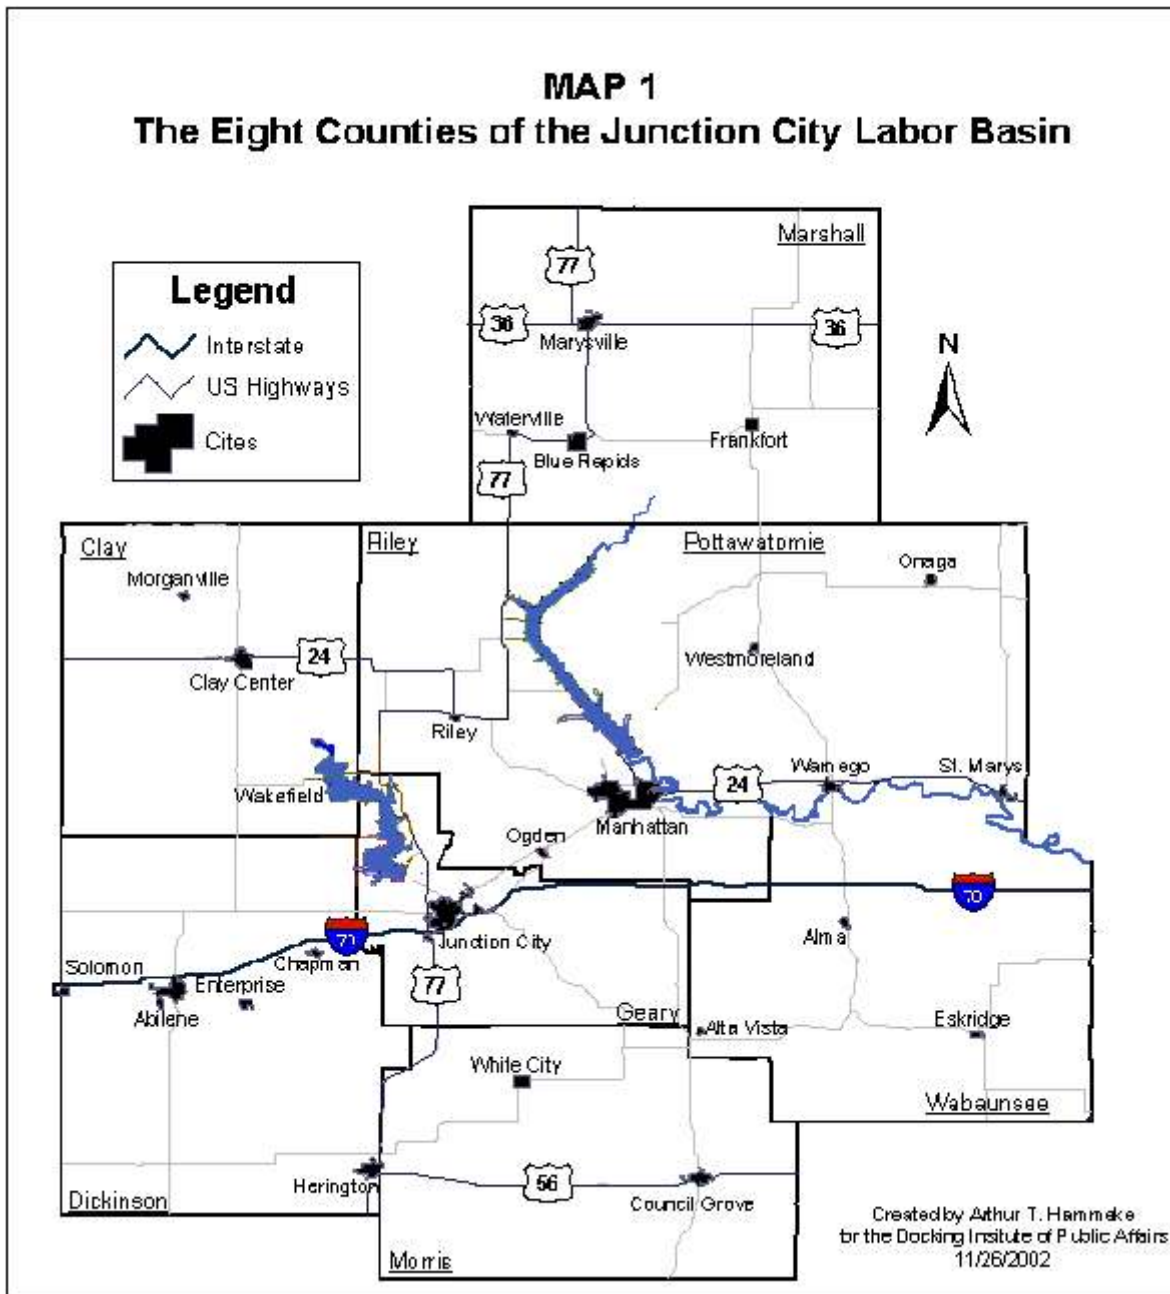 MAP 1
The Eight Counties of the Junction City Labor Basin
Marshall
77
Legend
Interstate
US Highways
Cites
36
36
Marysville
N
Waterville
Frankfort
Blue Rapids
77
Clay
Riley
Pottawatomie
Morganville
Onaga
24
Clay Center
Westmoreland
Riley
Wakefield
24
Wamego
St. Marys
Manhattan
Ogden
70
70
Alma
Junction City
Chapman
Solomon
Enterprise
Abilene
77
Geary
Alta Vista
Eskridge
White City
Wabaunsee
Herington
56
Council Grove
Dickinson
Morris
Created by Arthur T. Hammeke
for the Docking Insitute of Public Affairs
11/26/2002